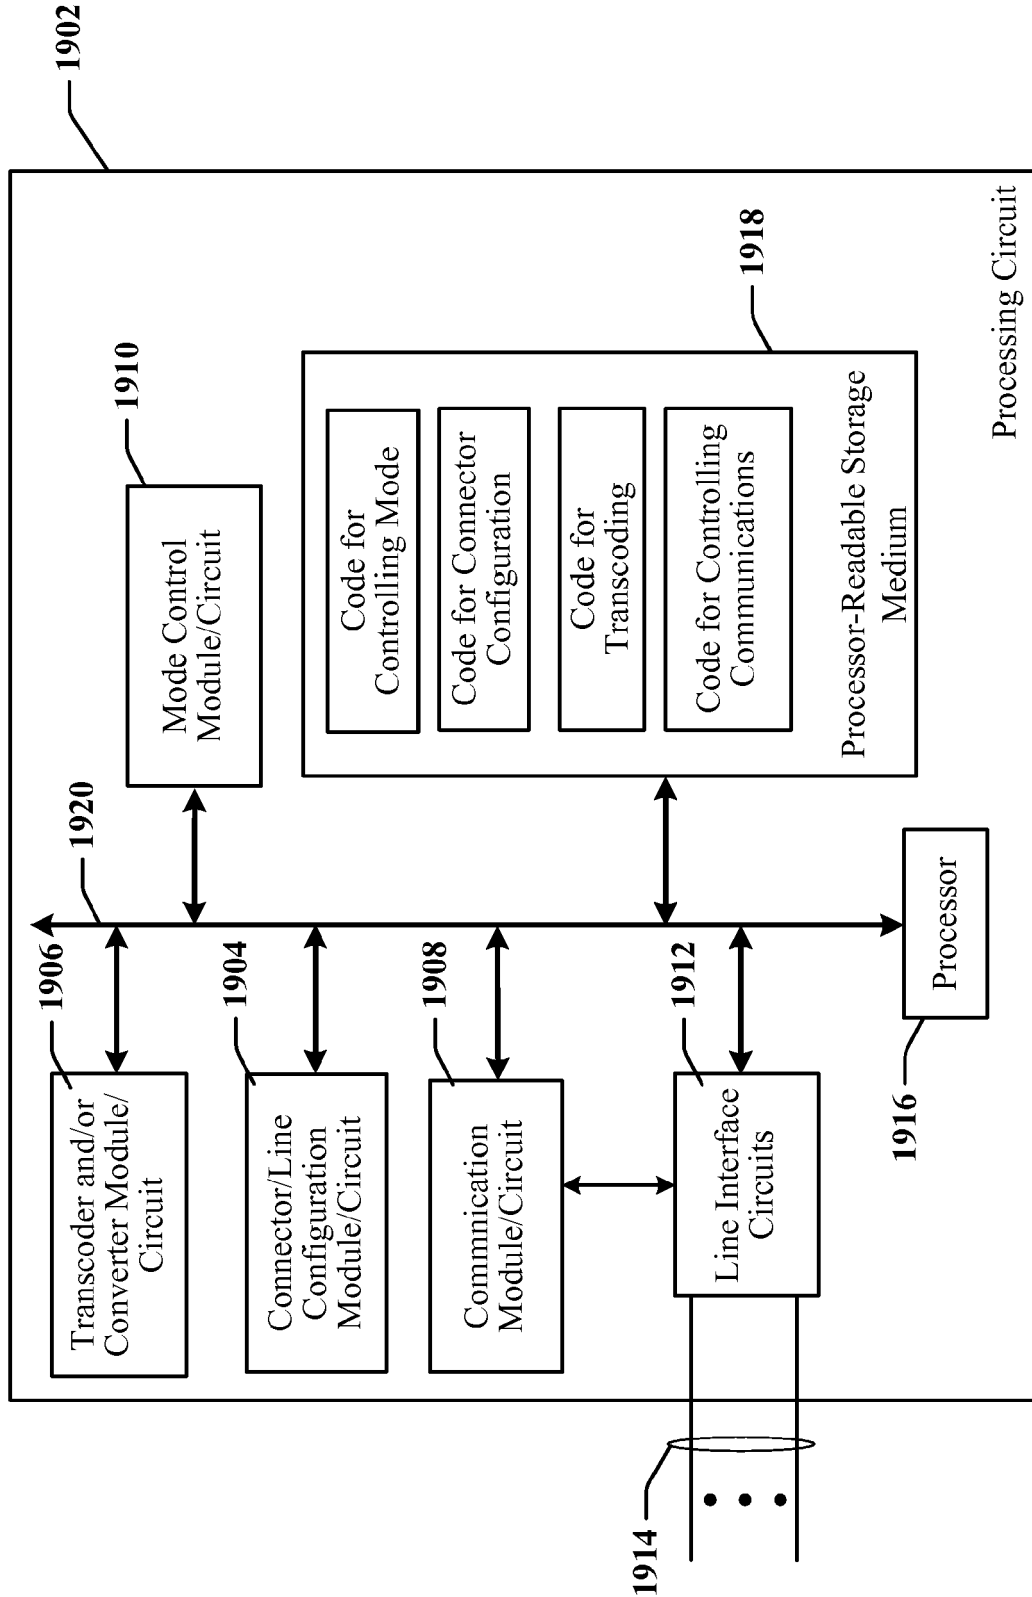 1902
1910
Mode Control
Module/Circuit
1918
Code for
Controlling Mode
Code for Connector
Configuration
Code for
Transcoding
Code for Controlling
Communications
Processor-Readable Storage
Medium
Processing Circuit
1920
1906
Transcoder and/or
Converter Module/
Circuit
1904
Connector/Line
Configuration
Module/Circuit
1908
Commnication
Module/Circuit
1912
Line Interface
Circuits
1914
Processor
1916